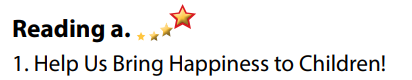 Reading a.
1. Help Us Bring Happiness to Children!